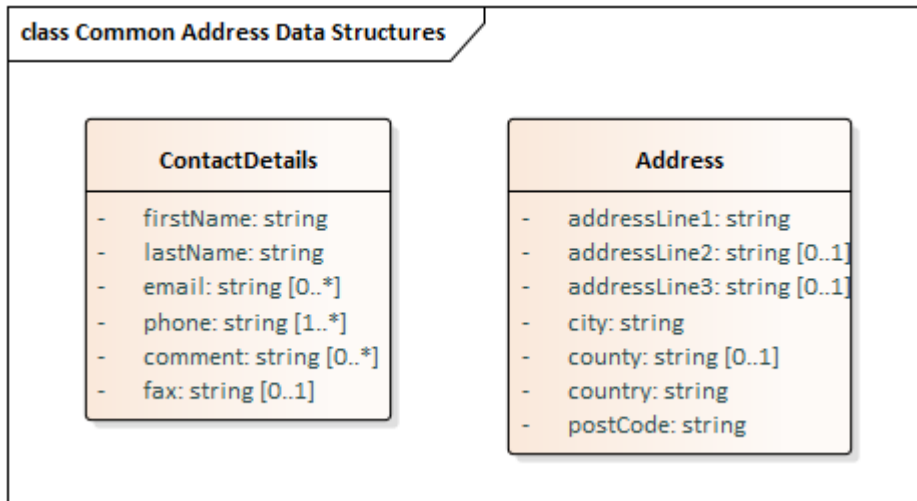 class Common Address Data Structures
ContactDetails
- firstName: string
- lastName: string
- email: string [0..*]
- phone: string [1..*]
- comment: string [0..*]
- fax: string [0..1]
Address
- addressLine1: string
- addressLine2: string [0..1]
- addressLine3: string [0..1]
- city: string
- county: string [0..1]
- country: string
- postCode: string